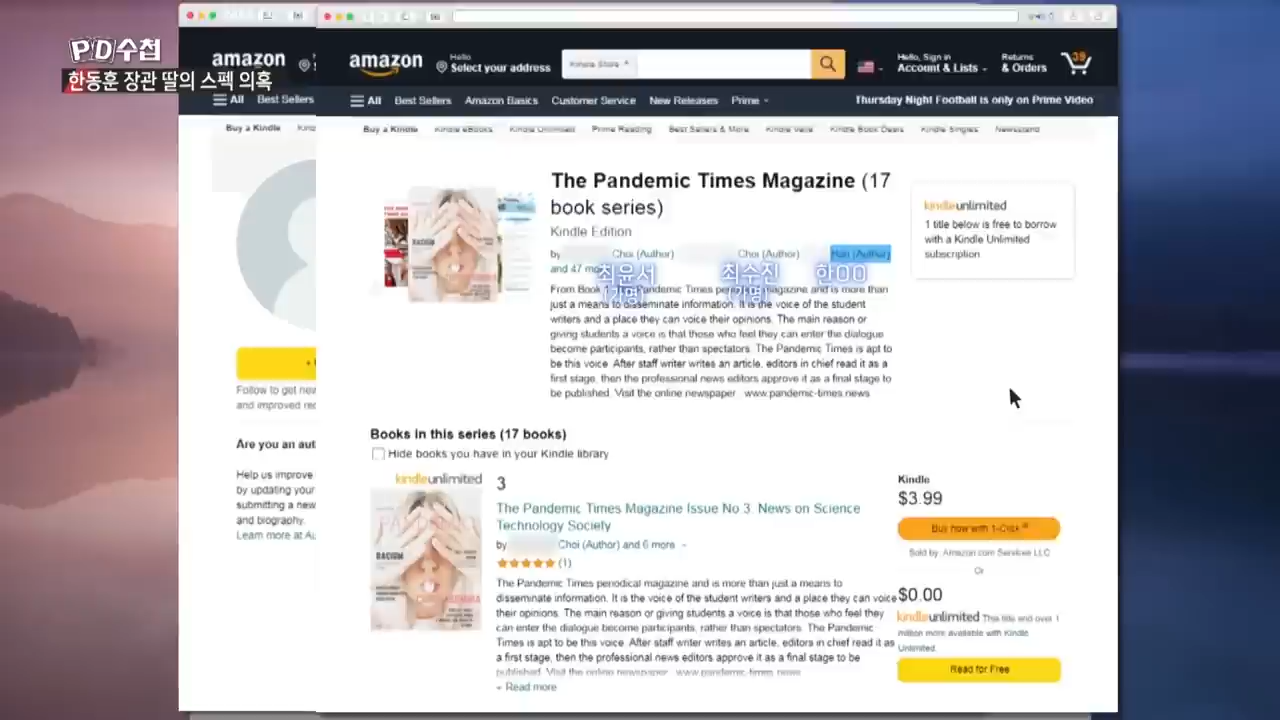 PD수첩
한동훈 장관 딸의 스펙 의혹
amazon
All Best Sellers
Buy a Kindle
Follow to get new
and improved rec
Are you an aut
Help us improve
by updating your
submitting a new
and biography.
Learn more at Au
amazon
Hello
Select your address
Kindle Store
Hello, Sign in
Account & Lists
Returns
& Orders
39
All Best Sellers Amazon Basics Customer Service New Releases Prime
Thursday Night Football is only on Prime Video
Buy a Kindle Kindle eBooks Kindle Unlimited Prime Reading Best Sellers & More Kindle Vella Kindle Book Deals Kindle Singles Newsstand
The Pandemic Times Magazine (17
book series)
Kindle Edition
by Choi (Author) Choi (Author) Han (Author)
and 47 mo
최윤서 최수진 한OO
(가명) (가명)
From Book 1: The Pandemic Times periodical magazine and is more than
just a means to disseminate information. It is the voice of the student
writers and a place they can voice their opinions. The main reason or
giving students a voice is that those who feel they can enter the dialogue
become participants, rather than spectators. The Pandemic Times is apt to
be this voice. After staff writer writes an article, editors in chief read it as a
first stage, then the professional news editors approve it as a final stage to
be published. Visit the online newspaper www.pandemic-times.news
kindleunlimited
1 title below is free to borrow
with a Kindle Unlimited
subscription
Books in this series (17 books)
Hide books you have in your Kindle library
kindleunlimited
RACISM
3
The Pandemic Times Magazine Issue No 3. News on Science
Technology Society
by Choi (Author) and 6 more
(1)
The Pandemic Times periodical magazine and is more than just a means to
disseminate information. It is the voice of the student writers and a place they can voice
their opinions. The main reason or giving students a voice is that those who feel they
can enter the dialogue become participants, rather than spectators. The Pandemic
Times is apt to be this voice. After staff writer writes an article, editors in chief read it as
a first stage, then the professional news editors approve it as a final stage to be
published. Visit the online newspaper www.pandemic-times.news
Read more
Kindle
$3.99
Buy now with 1-Click ®
Sold by: Amazon.com Services LLC
Or
$0.00
kindleunlimited This title and over 1
million more available with Kindle
Unlimited.
Read for Free